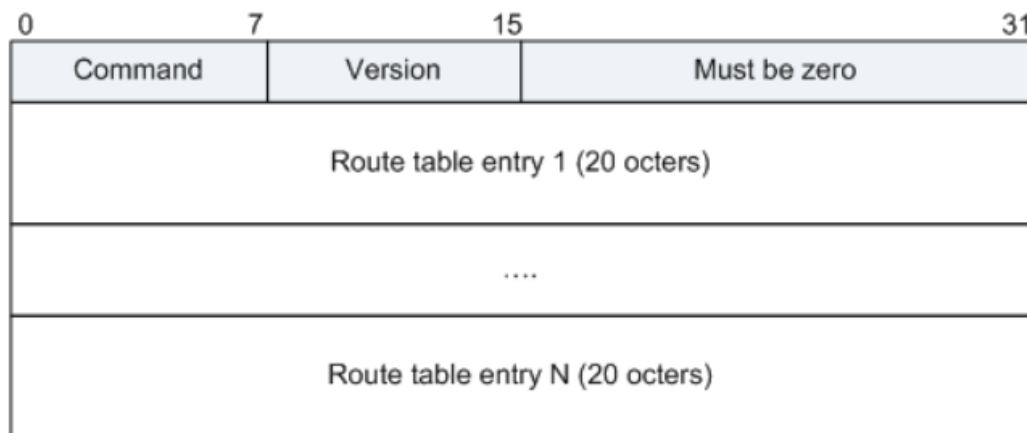 0 7 15 31
Command Version Must be zero
Route table entry 1 (20 octers)
....
Route table entry N (20 octers)